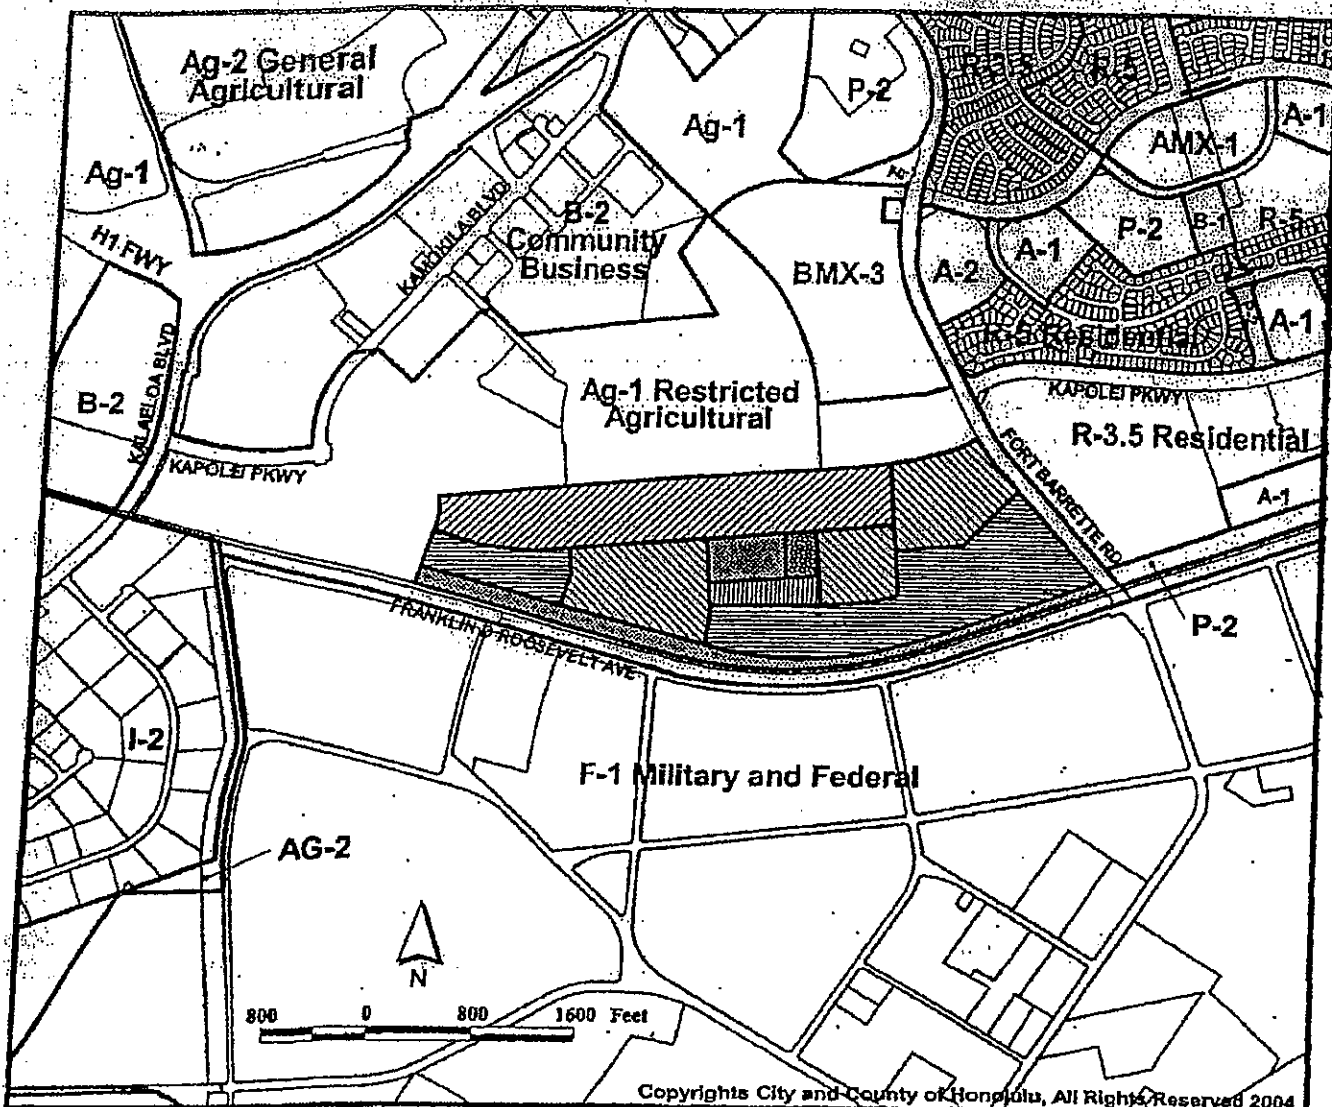 Ag-2 General
Agricultural
P-2
R-5
Ag-1
AMX-1
A-1
Ag-1
B-2
Community
Business
KAMOKILA BLVD
H1 FWY
BMX-3
A-2
A-1
P-2
B-1
R-5
A-1
R-5 Residential
KALAELOA BLVD
B-2
Ag-1 Restricted
Agricultural
KAPOLEI PKWY
R-3.5 Residential
KAPOLEI PKWY
FORT BARRETTE RD
A-1
FRANKLIN D ROOSEVELT AVE
P-2
I-2
F-1 Military and Federal
AG-2
N
800 0 800 1600 Feet
Copyrights City and County of Honolulu, All Rights Reserved 2004